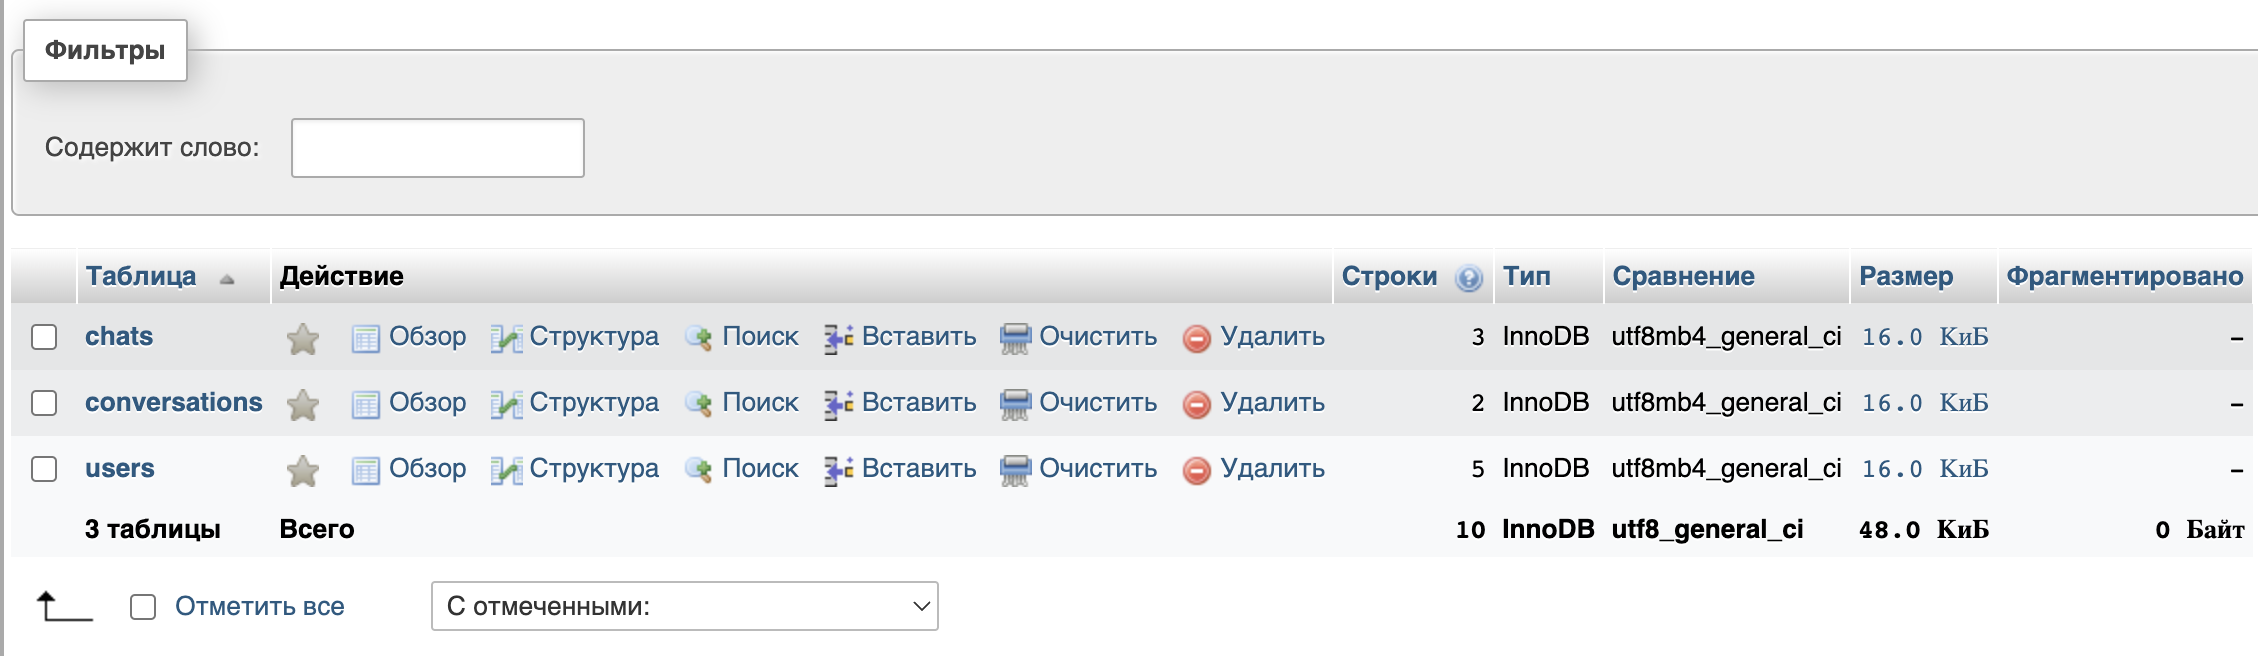 Фильтры
Содержит слово:
Таблица Действие Строки Тип Сравнение Размер Фрагментировано
chats Обзор Структура Поиск Вставить Очистить Удалить 3 InnoDB utf8mb4_general_ci 16.0 КиБ –
conversations Обзор Структура Поиск Вставить Очистить Удалить 2 InnoDB utf8mb4_general_ci 16.0 КиБ –
users Обзор Структура Поиск Вставить Очистить Удалить 5 InnoDB utf8mb4_general_ci 16.0 КиБ –
3 таблицы Всего 10 InnoDB utf8_general_ci 48.0 КиБ 0 Байт
Отметить все С отмеченными: